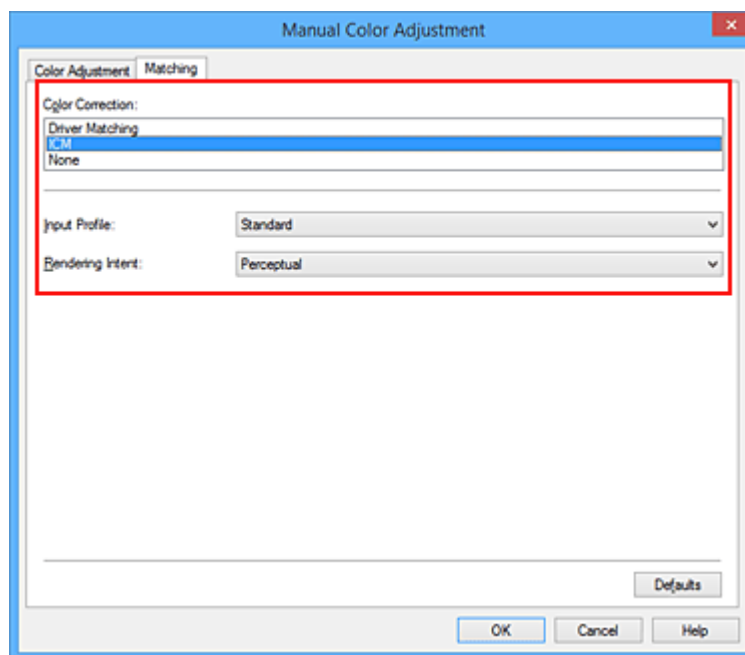 Manual Color Adjustment
Color Adjustment Matching
Color Correction:
Driver Matching
ICM
None
Input Profile: Standard
Rendering Intent: Perceptual
Defaults
OK Cancel Help